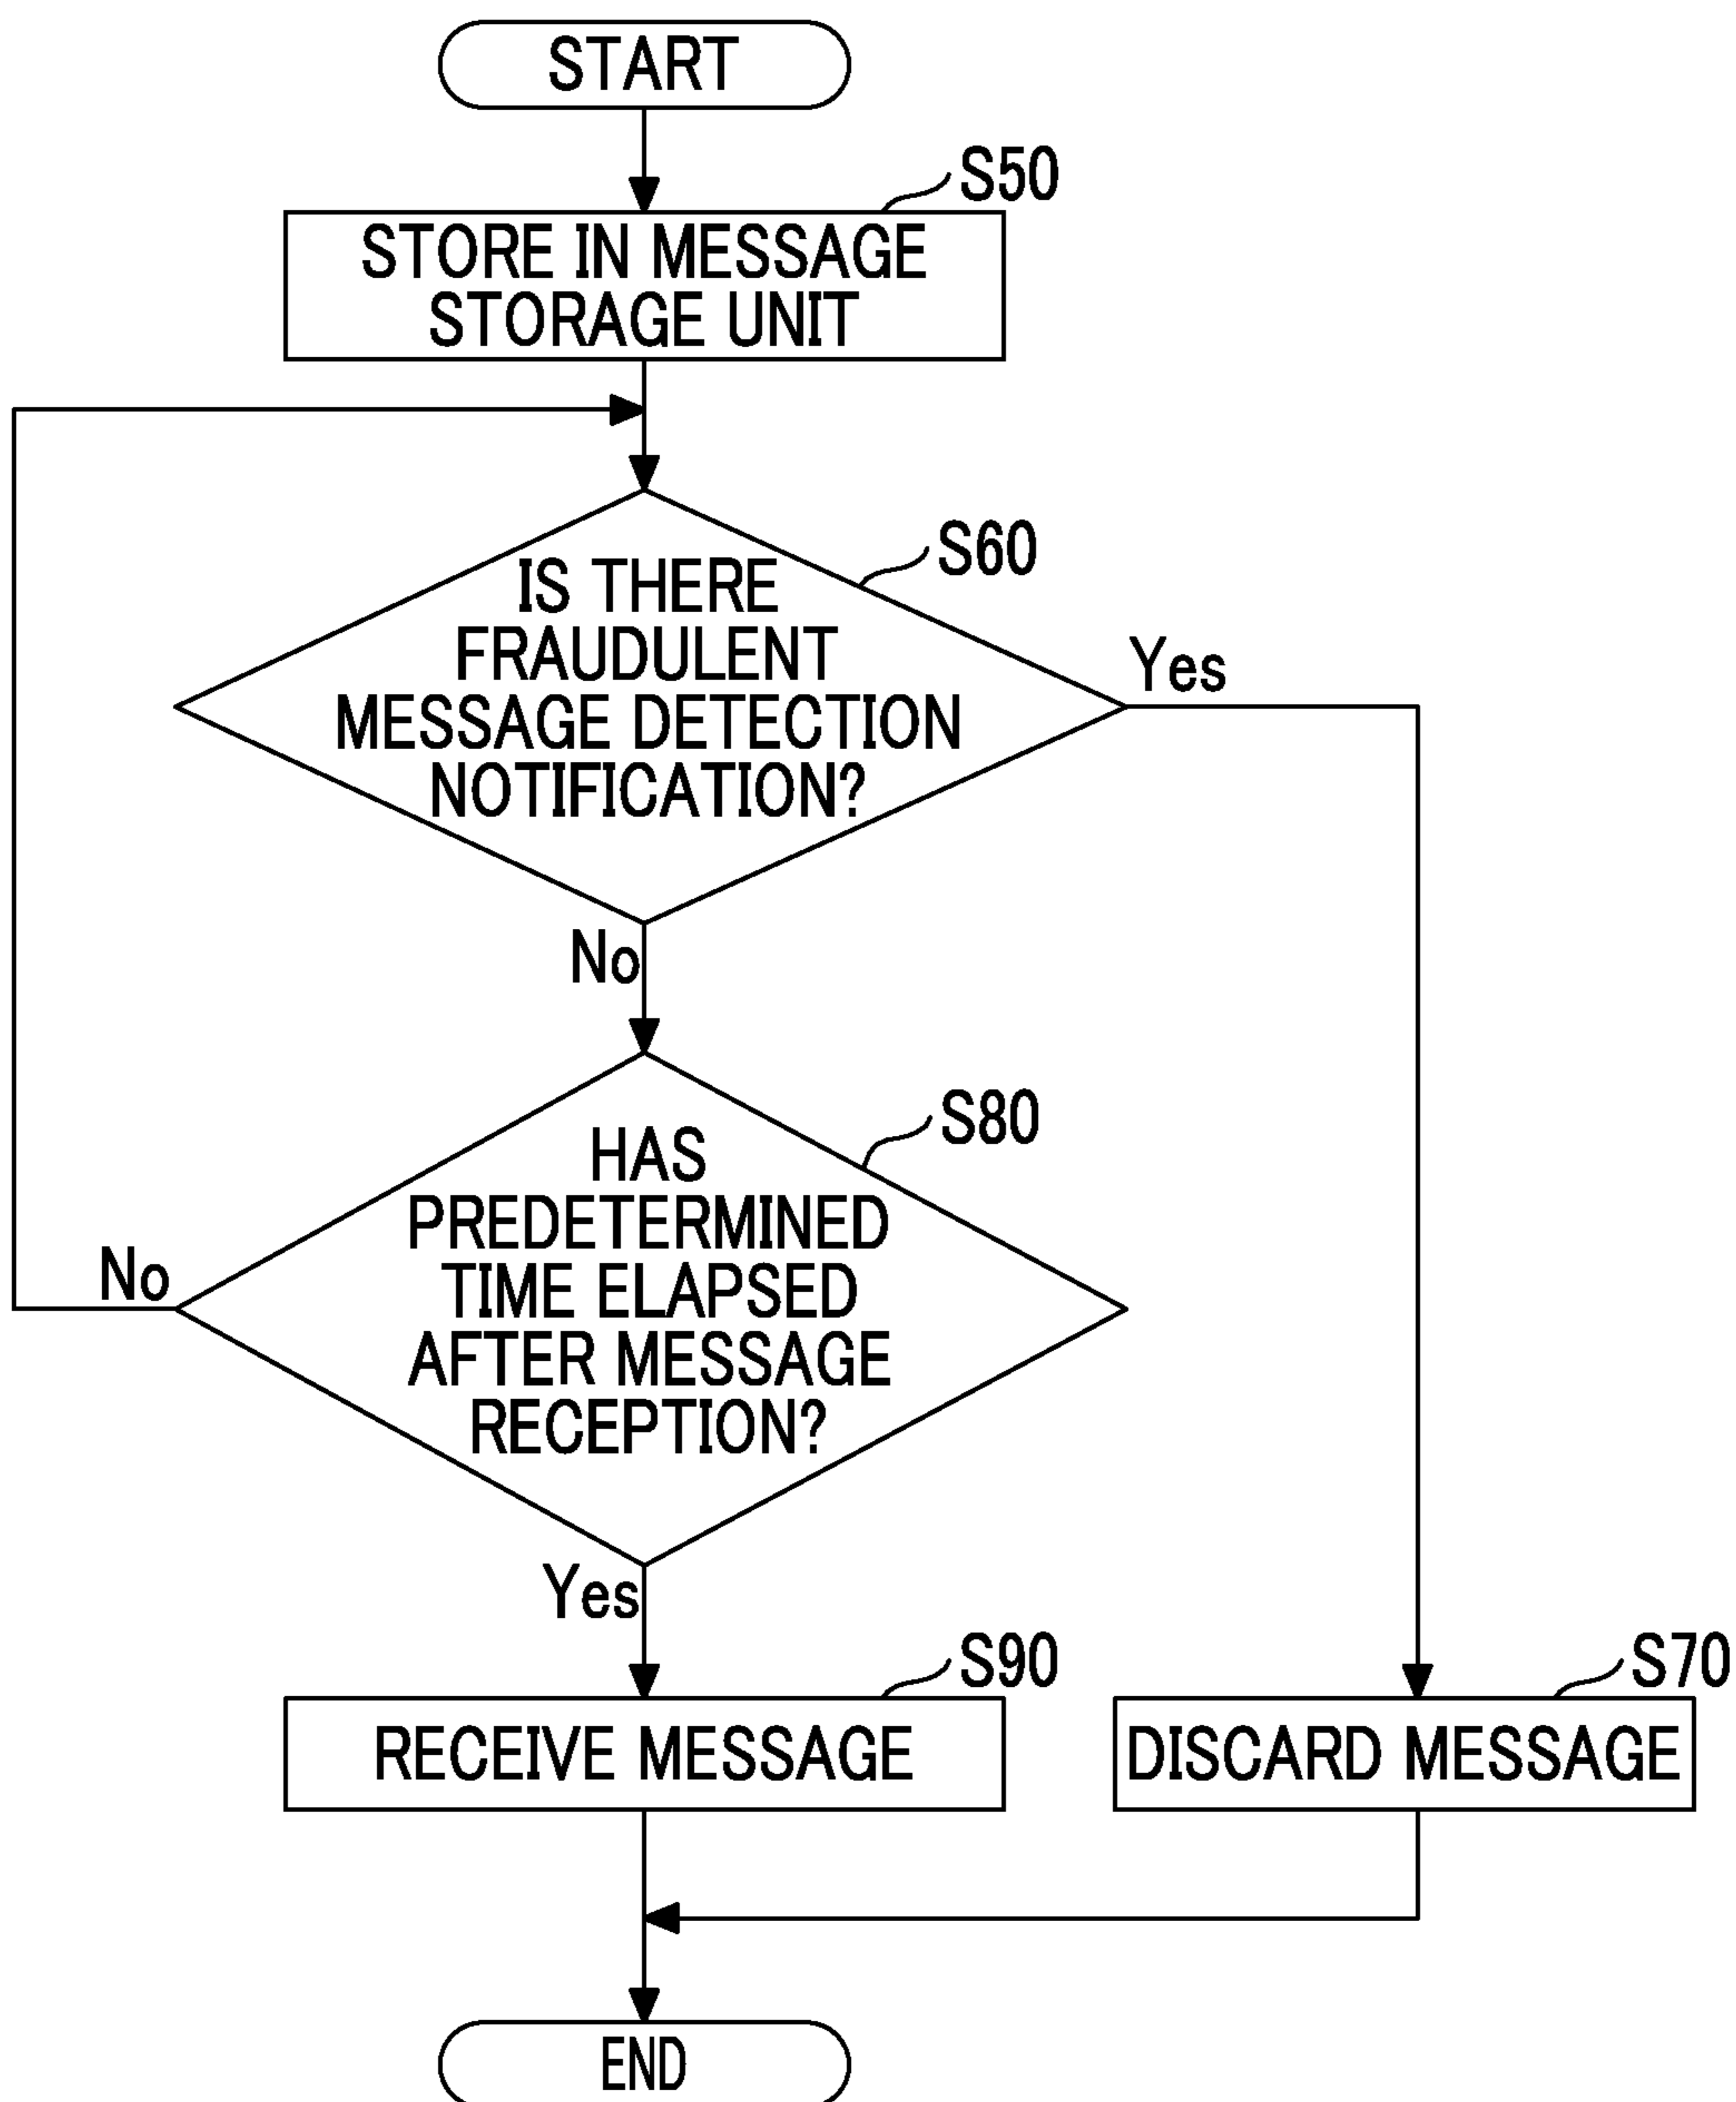 START
S50
STORE IN MESSAGE
STORAGE UNIT
S60
IS THERE
FRAUDULENT
MESSAGE DETECTION
NOTIFICATION?
Yes
No
S80
HAS
PREDETERMINED
TIME ELAPSED
AFTER MESSAGE
RECEPTION?
No
Yes
S90
RECEIVE MESSAGE
S70
DISCARD MESSAGE
END